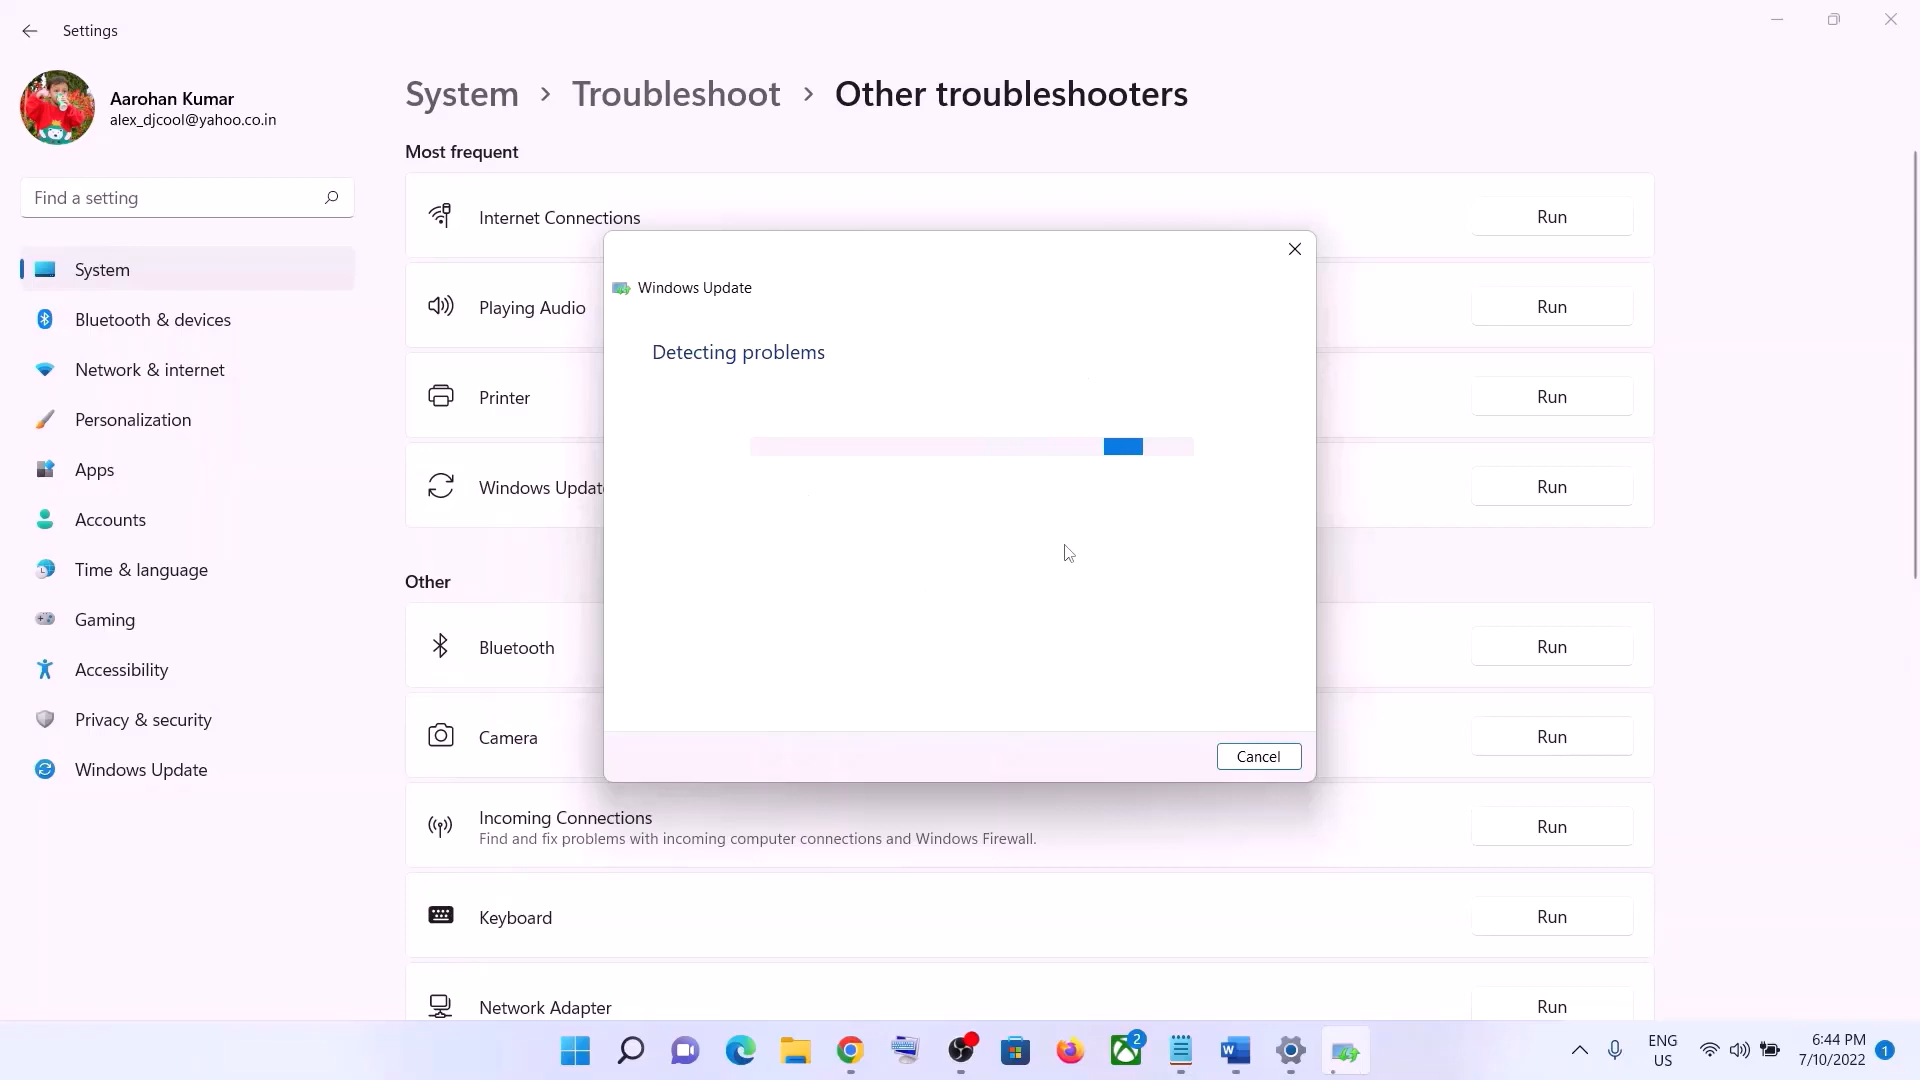 Settings
Aarohan Kumar
alex_djcool@yahoo.co.in
Find a setting
System
Bluetooth & devices
Network & internet
Personalization
Apps
Accounts
Time & language
Gaming
Accessibility
Privacy & security
Windows Update
System > Troubleshoot > Other troubleshooters
Most frequent
Internet Connections Run
Playing Audio Run
Printer Run
Windows Update Run
Windows Update
Detecting problems
Cancel
Other
Bluetooth Run
Camera Run
Incoming Connections Run
Find and fix problems with incoming computer connections and Windows Firewall.
Keyboard Run
Network Adapter Run
2
W
ENG
US
6:44 PM
7/10/2022
1